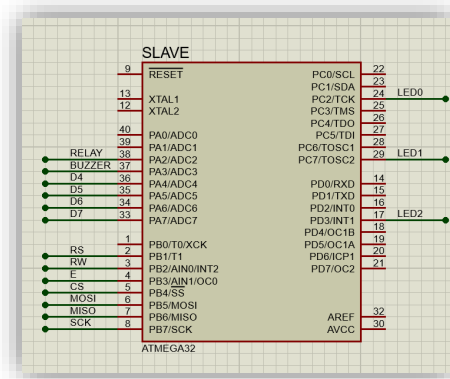 SLAVE
9 RESET PC0/SCL 22
PC1/SDA 23
13 XTAL1 PC2/TCK 24 LED0
12 XTAL2 PC3/TMS 25
PC4/TDO 26
40 PA0/ADC0 PC5/TDI 27
39 PA1/ADC1 PC6/TOSC1 28
RELAY 38 PA2/ADC2 PC7/TOSC2 29 LED1
BUZZER 37 PA3/ADC3
D4 36 PA4/ADC4 PD0/RXD 14
D5 35 PA5/ADC5 PD1/TXD 15
D6 34 PA6/ADC6 PD2/INT0 16
D7 33 PA7/ADC7 PD3/INT1 17 LED2
PD4/OC1B 18
1 PB0/T0/XCK PD5/OC1A 19
RS 2 PB1/T1 PD6/ICP1 20
RW 3 PB2/AIN0/INT2 PD7/OC2 21
E 4 PB3/AIN1/OC0
CS 5 PB4/SS
MOSI 6 PB5/MOSI
MISO 7 PB6/MISO AREF 32
SCK 8 PB7/SCK AVCC 30
ATMEGA32